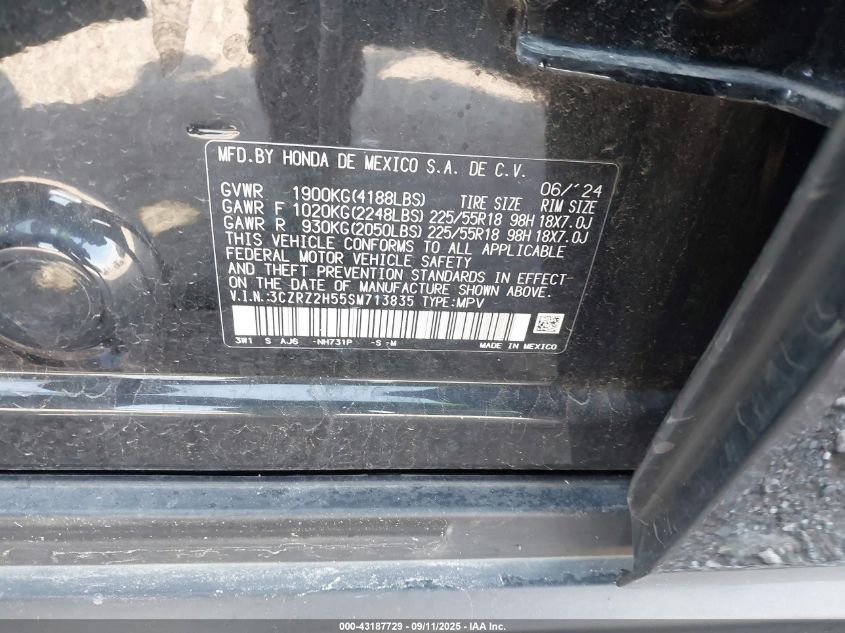 MFD.BY HONDA DE MEXICO S.A. DE C.V.
06/´24
GVWR 1900KG(4188LBS) TIRE SIZE RIM SIZE
GAWR F 1020KG(2248LBS) 225/55R18 98H 18X7.0J
GAWR R 930KG(2050LBS) 225/55R18 98H 18X7.0J
THIS VEHICLE CONFORMS TO ALL APPLICABLE
FEDERAL MOTOR VEHICLE SAFETY
AND THEFT PREVENTION STANDARDS IN EFFECT-
ON THE DATE OF MANUFACTURE SHOWN ABOVE.
V.I.N.:3CZRZ2H55SM713835 TYPE:MPV
3W1 S AJ6 -NH731P -S-M MADE IN MEXICO
000-43187729 - 09/11/2025 - IAA Inc.